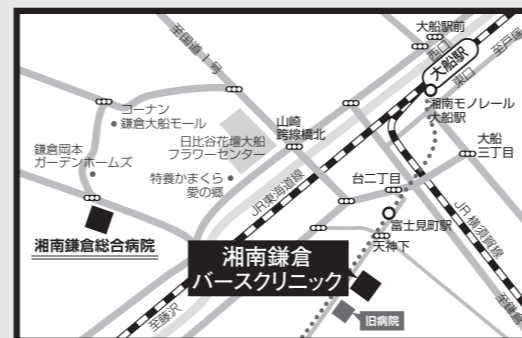 大船駅前
至国道1号
西口
大船駅
至戸塚
東口
コーナン
鎌倉大船モール
山崎
跨線橋北
湘南モノレール
大船駅
日比谷花壇大船
フラワーセンター
鎌倉岡本
ガーデンホームズ
大船
三丁目
特養かまくら
愛の郷
JR東海道線
台二丁目
湘南鎌倉総合病院
富士見町駅
天神下
JR横須賀線
湘南鎌倉
バースクリニック
至藤沢
旧病院
至鎌倉